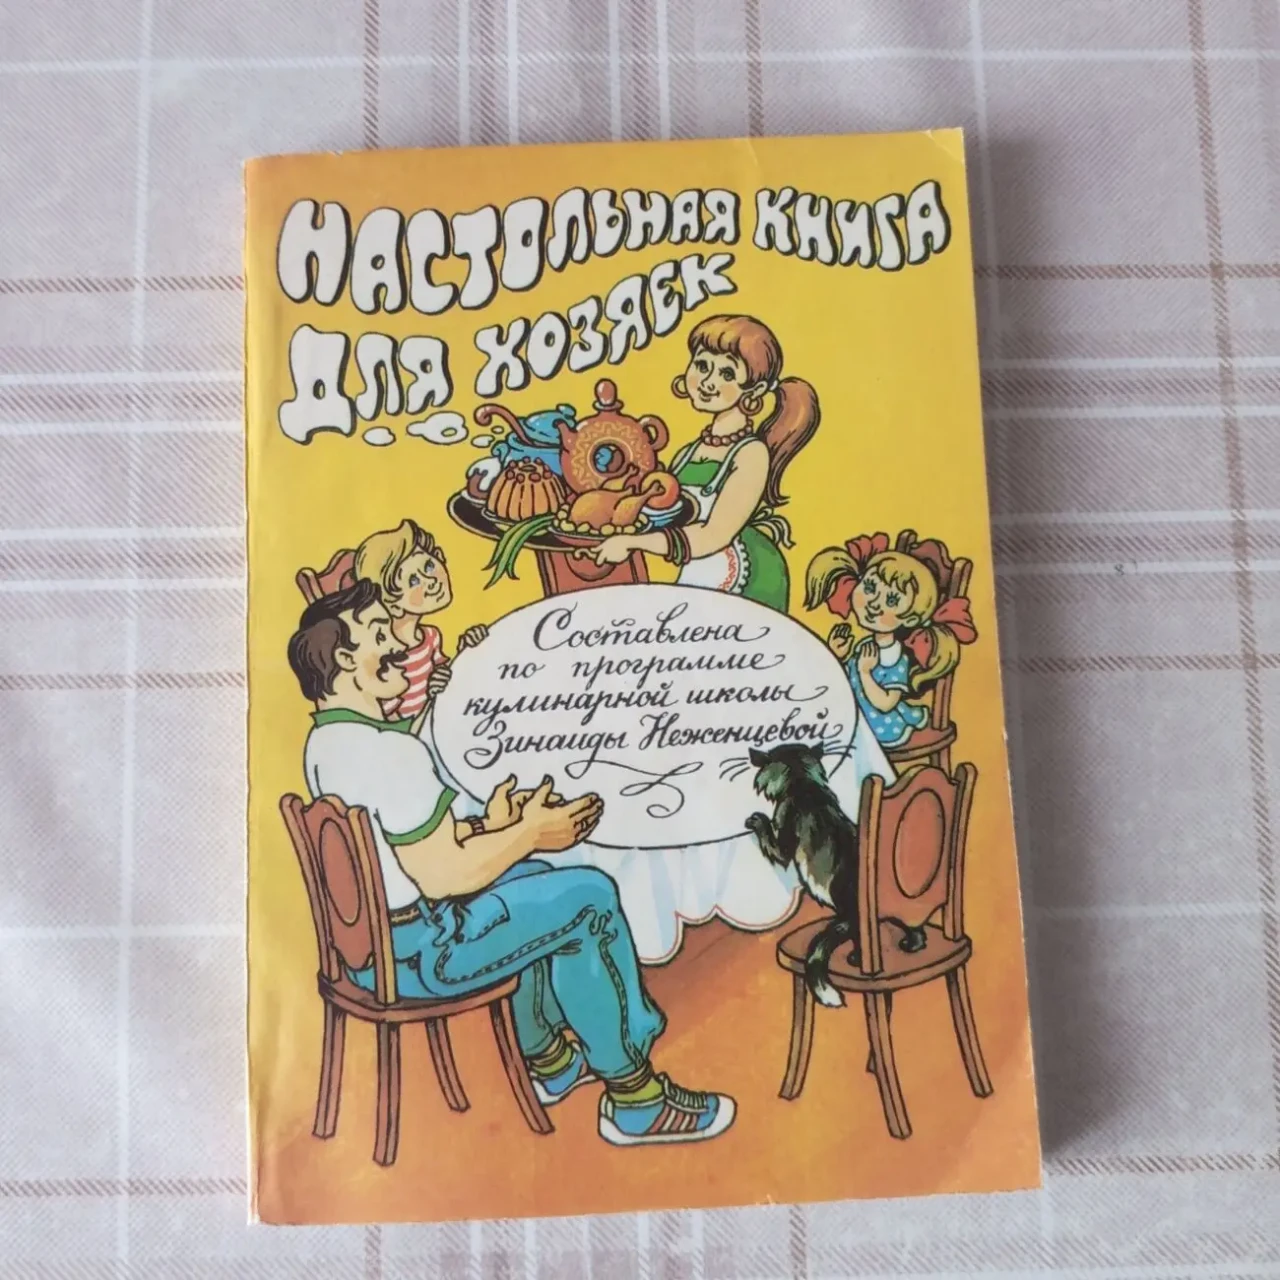 НАСТОЛЬНАЯ КНИГА
ДЛЯ ХОЗЯЕК
Составлена
по программе
кулинарной школы
Зинаиды Неженцевой